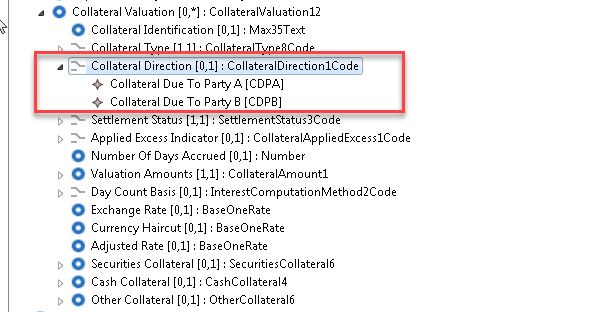 Collateral Valuation [0,*] : CollateralValuation12
Collateral Identification [0,1] : Max35Text
Collateral Type [1,1] : CollateralType8Code
Collateral Direction [0,1] : CollateralDirection1Code
Collateral Due To Party A [CDPA]
Collateral Due To Party B [CDPB]
Settlement Status [1,1] : SettlementStatus3Code
Applied Excess Indicator [0,1] : CollateralAppliedExcess1Code
Number Of Days Accrued [0,1] : Number
Valuation Amounts [1,1] : CollateralAmount1
Day Count Basis [0,1] : InterestComputationMethod2Code
Exchange Rate [0,1] : BaseOneRate
Currency Haircut [0,1] : BaseOneRate
Adjusted Rate [0,1] : BaseOneRate
Securities Collateral [0,1] : SecuritiesCollateral6
Cash Collateral [0,1] : CashCollateral4
Other Collateral [0,1] : OtherCollateral6